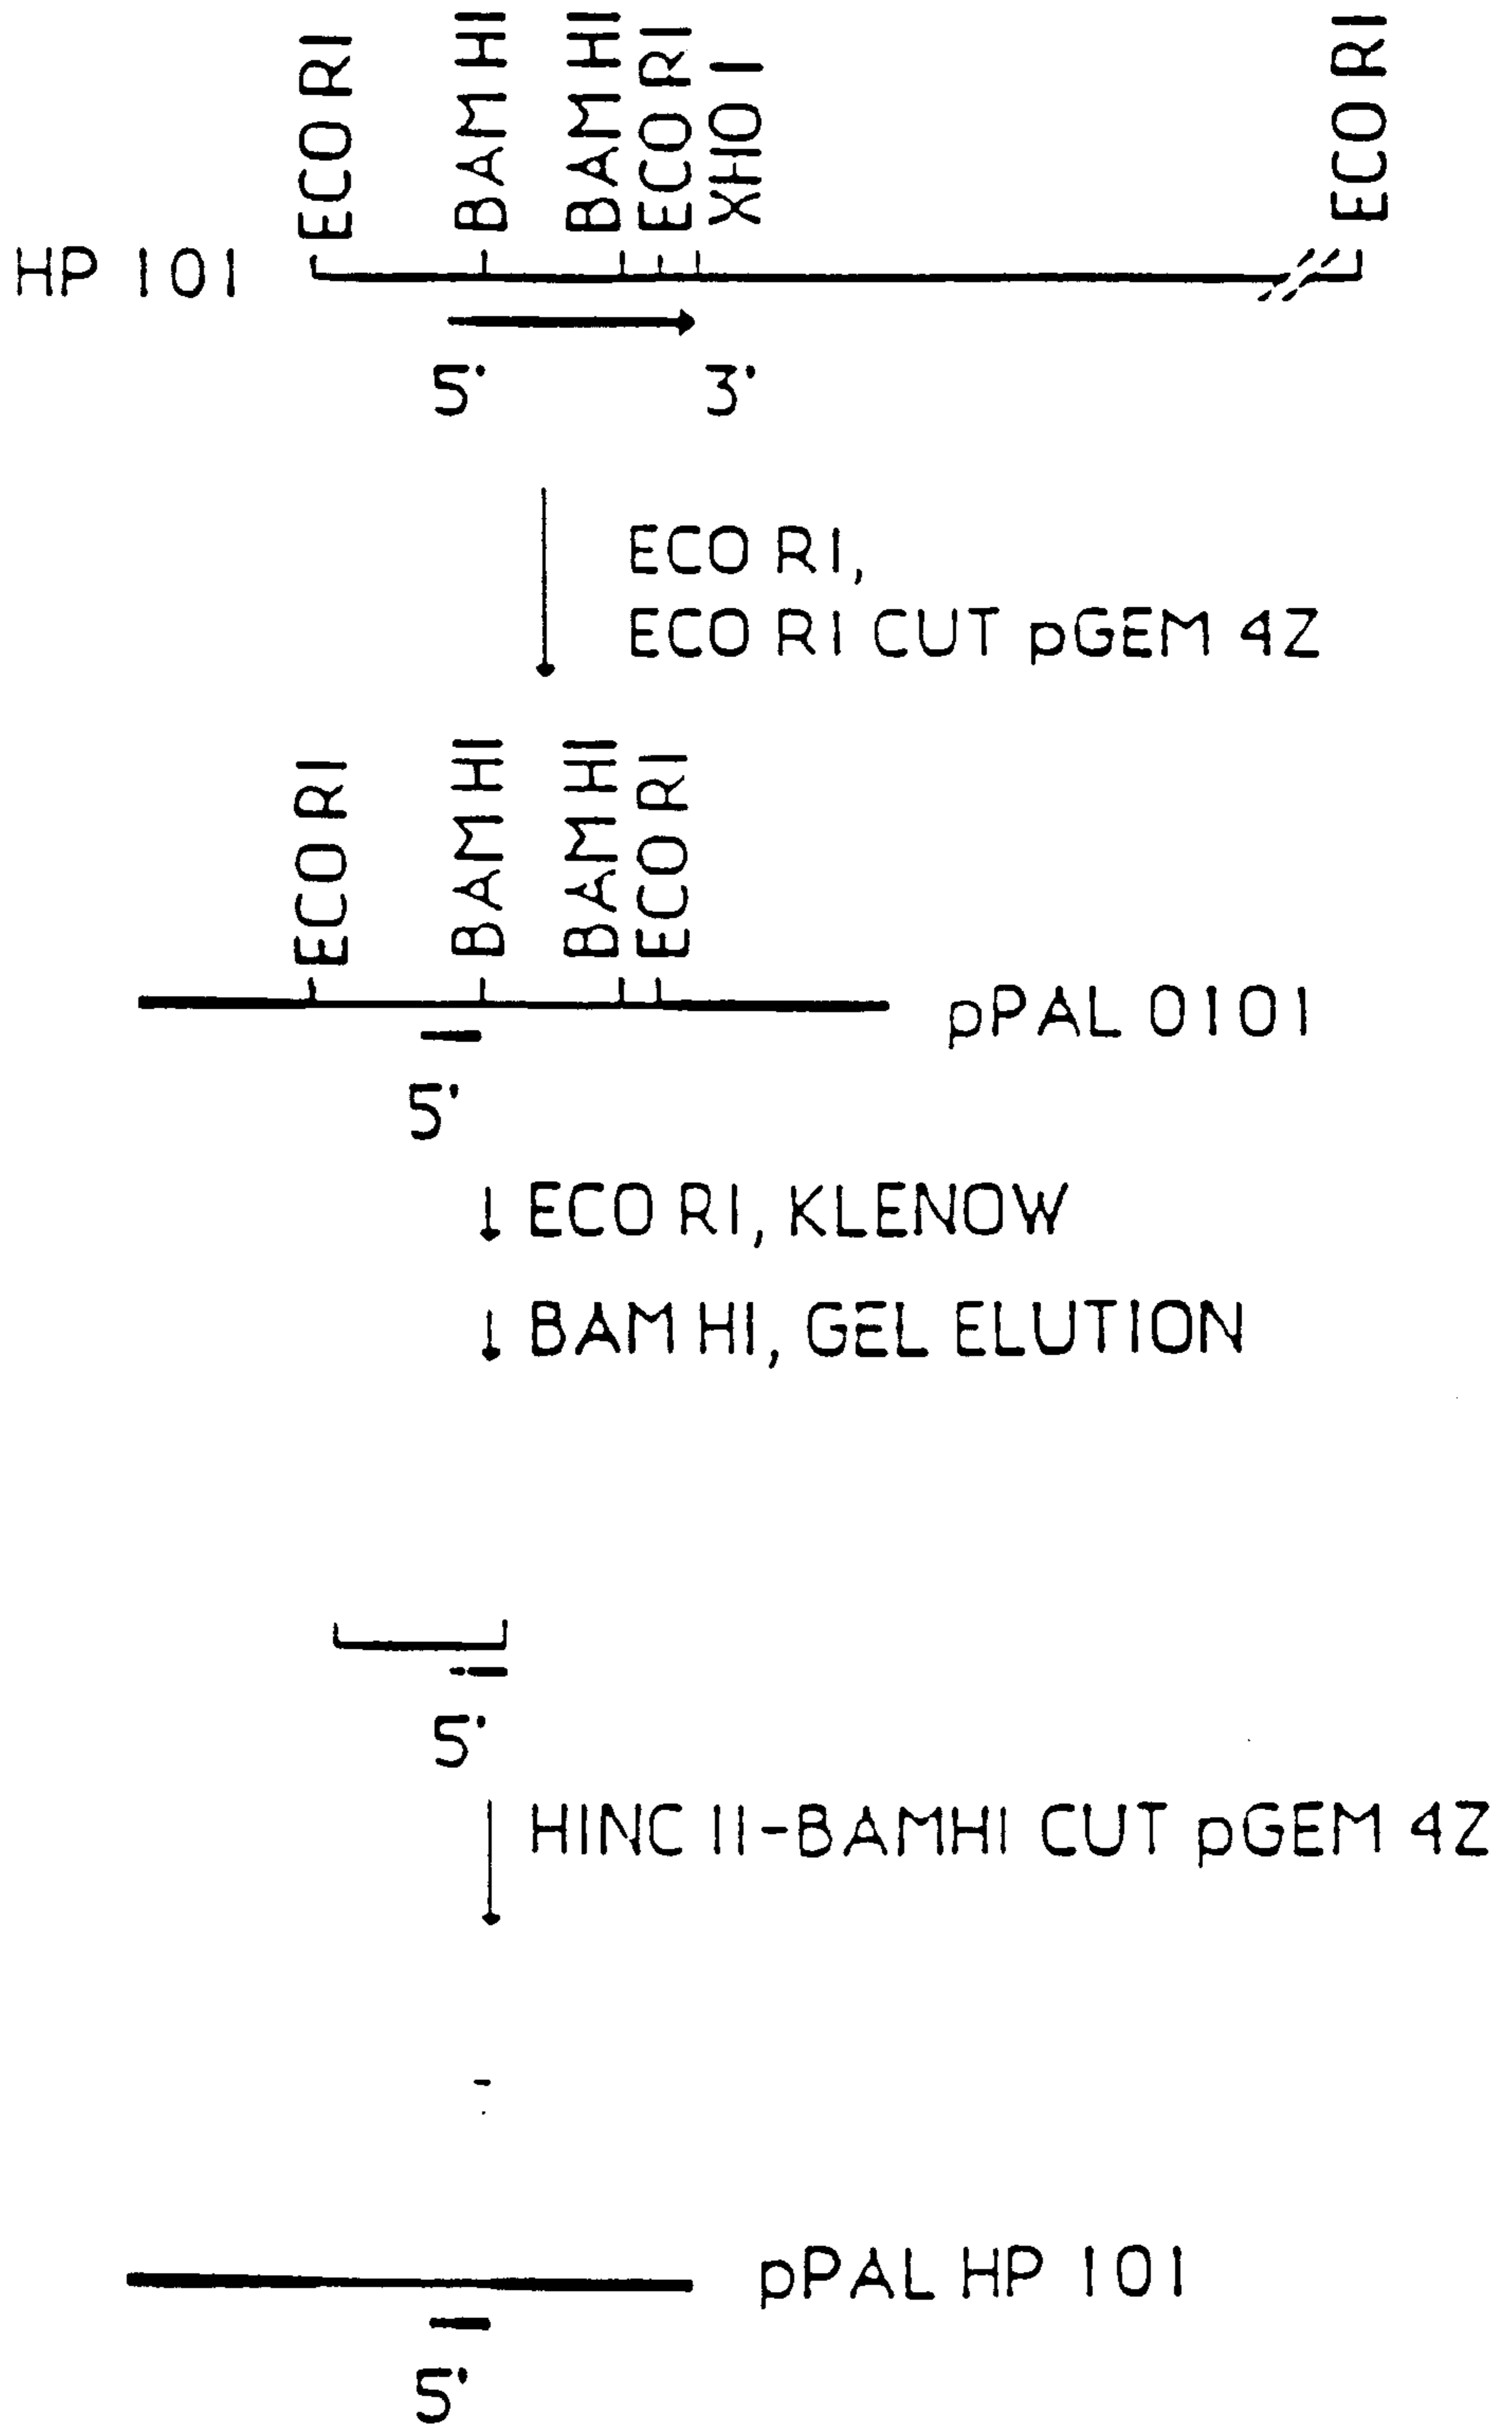 ECO RI
BAM HI
BAM HI
ECO RI
XHO I
ECO RI
HP 101
5'
3'
ECO RI,
ECO RI CUT pGEM 4Z
ECO RI
BAM HI
BAM HI
ECO RI
pPAL 0101
5'
ECO RI, KLENOW
BAM HI, GEL ELUTION
5'
HINC II-BAMHI CUT pGEM 4Z
pPAL HP 101
5'